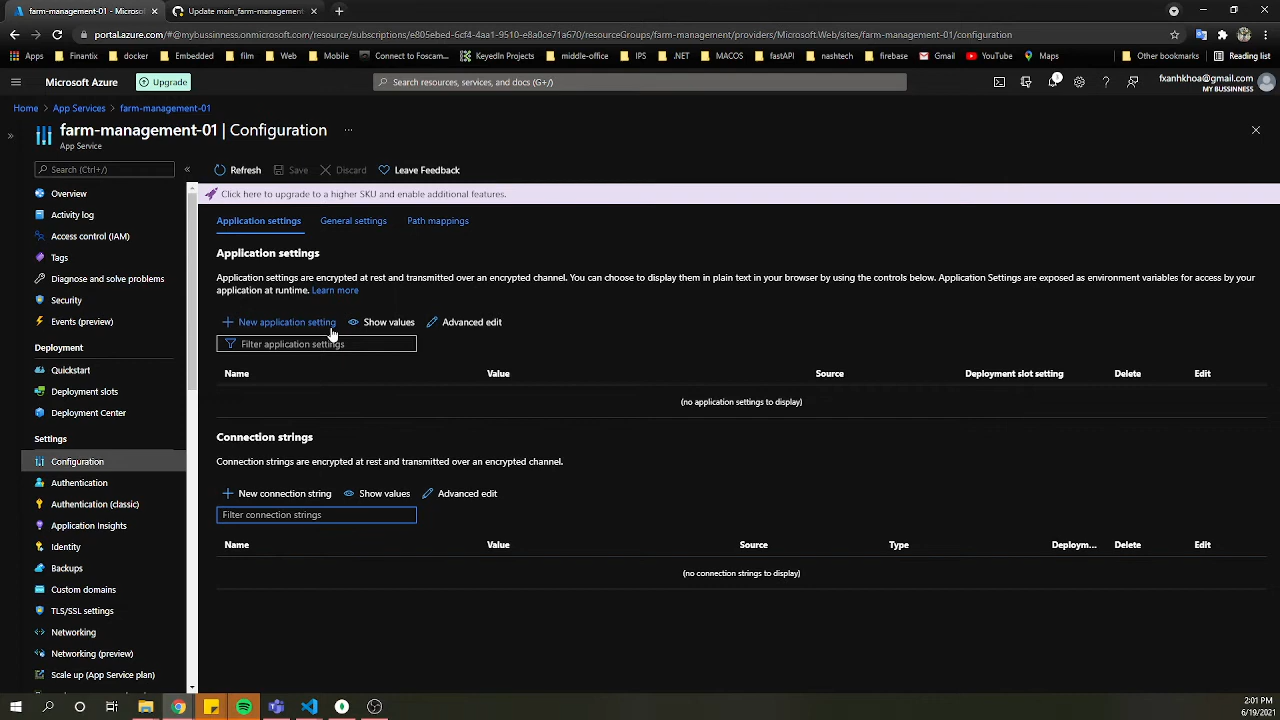 farm-management-01 - Microsoft
Update main_farm-management
portal.azure.com/#@mybusinness.onmicrosoft.com/resource/subscriptions/e805ebed-6cf4-4aa1-9510-e8a0ce71a670/resourceGroups/farm-management/providers/Microsoft.Web/sites/farm-management-01/configuration
Apps
docker
Embedded
film
Web
Mobile
Connect to Foscam...
KeyedIn Projects
middle-office
IPS
.NET
MACOS
fastAPI
nashtech
firebase
Gmail
YouTube
Maps
Other bookmarks
Reading list
Microsoft Azure
Upgrade
Search resources, services, and docs (G+/)
1
fxanhkhoa@gmail.com
MY BUSSINNESS
Home > App Services > farm-management-01
farm-management-01 | Configuration ...
App Service
Search (Ctrl+/)
Overview
Activity log
Access control (IAM)
Tags
Diagnose and solve problems
Security
Events (preview)
Deployment
Quickstart
Deployment slots
Deployment Center
Settings
Configuration
Authentication
Authentication (classic)
Application Insights
Identity
Backups
Custom domains
TLS/SSL settings
Networking
Networking (preview)
Scale up (App Service plan)
Refresh
Save
Discard
Leave Feedback
Click here to upgrade to a higher SKU and enable additional features.
Application settings
General settings
Path mappings
Application settings
Application settings are encrypted at rest and transmitted over an encrypted channel. You can choose to display them in plain text in your browser by using the controls below. Application Settings are exposed as environment variables for access by your
application at runtime. Learn more
New application setting
Show values
Advanced edit
Filter application settings
Name
Value
Source
Deployment slot setting
Delete
Edit
(no application settings to display)
Connection strings
Connection strings are encrypted at rest and transmitted over an encrypted channel.
New connection string
Show values
Advanced edit
Filter connection strings
Name
Value
Source
Type
Deploym...
Delete
Edit
(no connection strings to display)
2:01 PM
6/19/2021